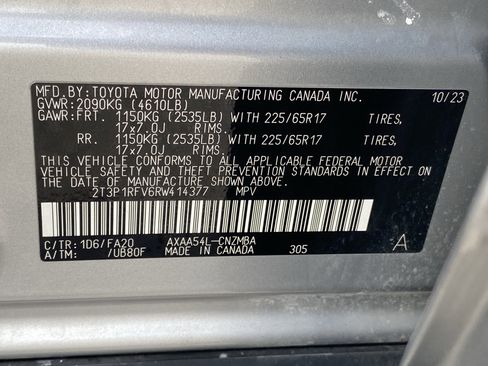 MFD.BY:TOYOTA MOTOR MANUFACTURING CANADA INC. 10/23
GVWR:2090KG (4610LB)
GAWR:FRT. 1150KG (2535LB) WITH 225/65R17 TIRES,
17x7.0J RIMS.
RR. 1150KG (2535LB) WITH 225/65R17 TIRES,
17x7.0J RIMS.
THIS VEHICLE CONFORMS TO ALL APPLICABLE FEDERAL MOTOR
VEHICLE SAFETY AND THEFT PREVENTION STANDARDS IN EFFECT
ON THE DATE OF MANUFACTURE SHOWN ABOVE.
2T3P1RFV6RW414377 MPV
C/TR:1D6/FA20 AXAA54L-CNZMBA A
A/TM: /UB80F MADE IN CANADA 305